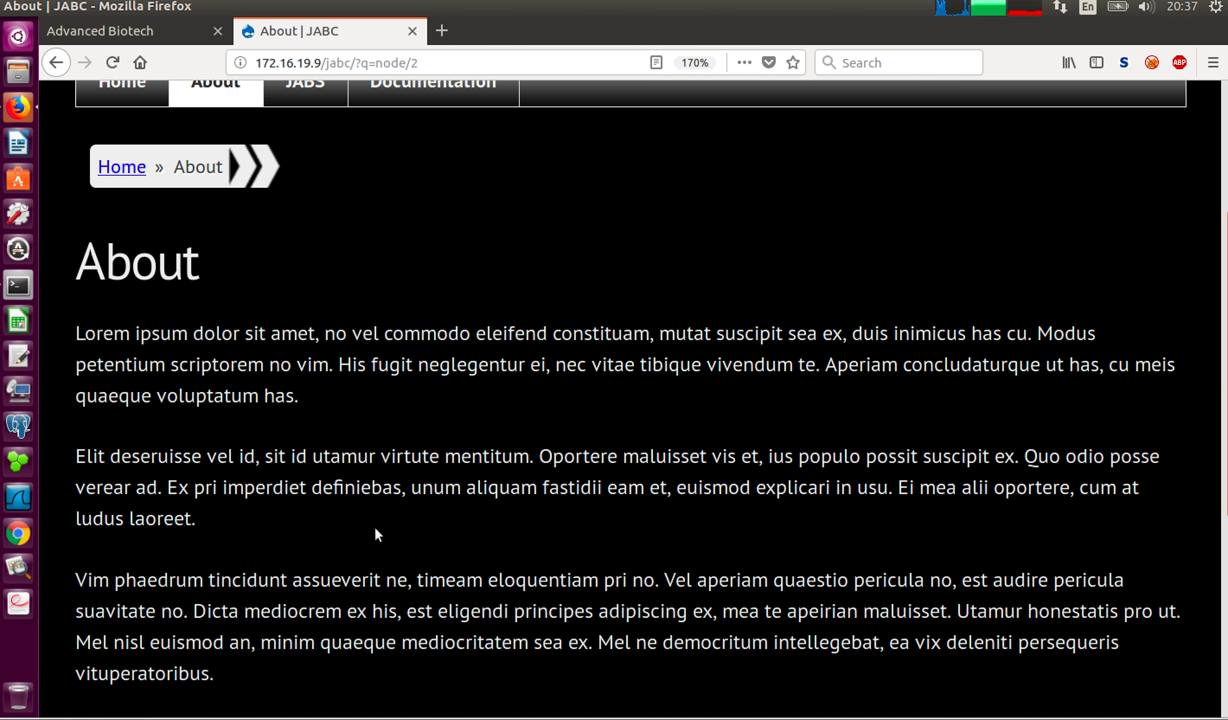 About | JABC - Mozilla Firefox
En
20:37
Advanced Biotech
About | JABC
172.16.19.9/jabc/?q=node/2
170%
Search
S
ABP
Home About JABS Documentation
Home » About
About
Lorem ipsum dolor sit amet, no vel commodo eleifend constituam, mutat suscipit sea ex, duis inimicus has cu. Modus
petentium scriptorem no vim. His fugit neglegentur ei, nec vitae tibique vivendum te. Aperiam concludaturque ut has, cu meis
quaeque voluptatum has.
Elit deseruisse vel id, sit id utamur virtute mentitum. Oportere maluisset vis et, ius populo possit suscipit ex. Quo odio posse
verear ad. Ex pri imperdiet definiebas, unum aliquam fastidii eam et, euismod explicari in usu. Ei mea alii oportere, cum at
ludus laoreet.
Vim phaedrum tincidunt assueverit ne, timeam eloquentiam pri no. Vel aperiam quaestio pericula no, est audire pericula
suavitate no. Dicta mediocrem ex his, est eligendi principes adipiscing ex, mea te apeirian maluisset. Utamur honestatis pro ut.
Mel nisl euismod an, minim quaeque mediocritatem sea ex. Mel ne democritum intellegebat, ea vix deleniti persequeris
vituperatoribus.